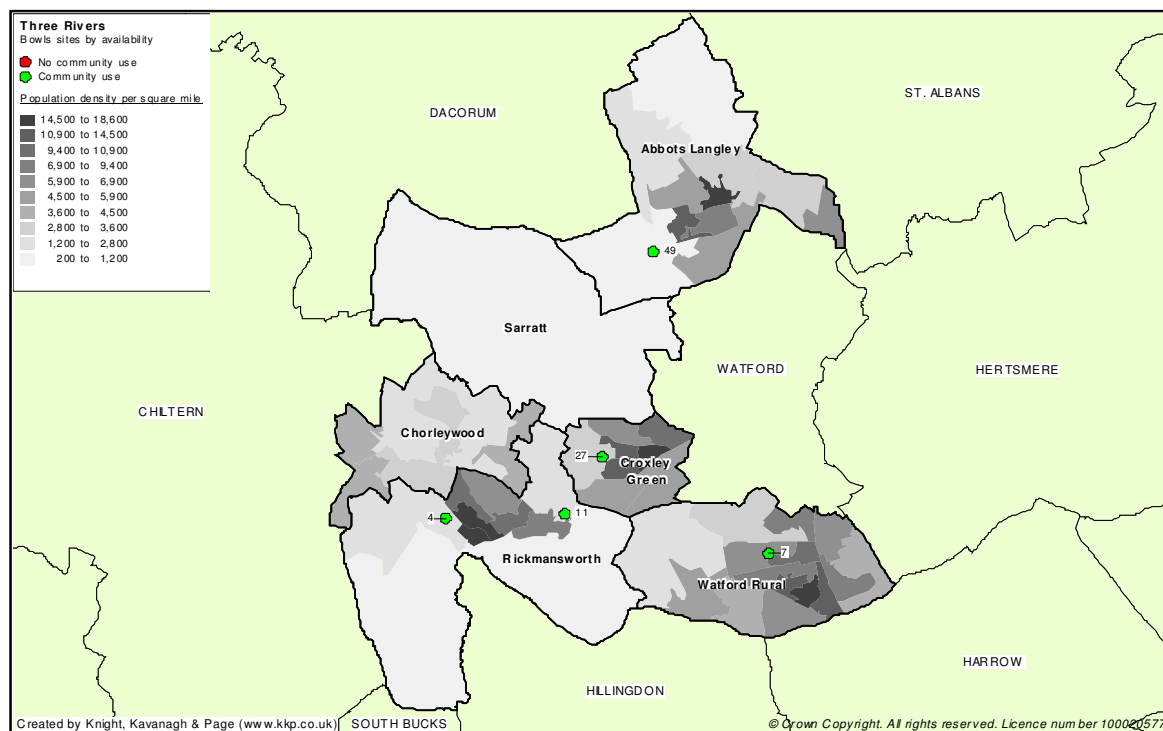 Three Rivers
Bowls sites by availability
No community use
Community use
Population density per square mile
14,500 to 18,600
10,900 to 14,500
9,400 to 10,900
6,900 to 9,400
5,900 to 6,900
4,500 to 5,900
3,600 to 4,500
2,800 to 3,600
1,200 to 2,800
200 to 1,200
DACORUM
ST. ALBANS
Abbots Langley
49
Sarratt
WATFORD
HERTSMERE
CHILTERN
Chorleywood
27
Croxley
Green
4
11
Rickmansworth
7
Watford Rural
HARROW
HILLINGDON
Created by Knight, Kavanagh & Page (www.kkp.co.uk)
SOUTH BUCKS
© Crown Copyright. All rights reserved. Licence number 100020577